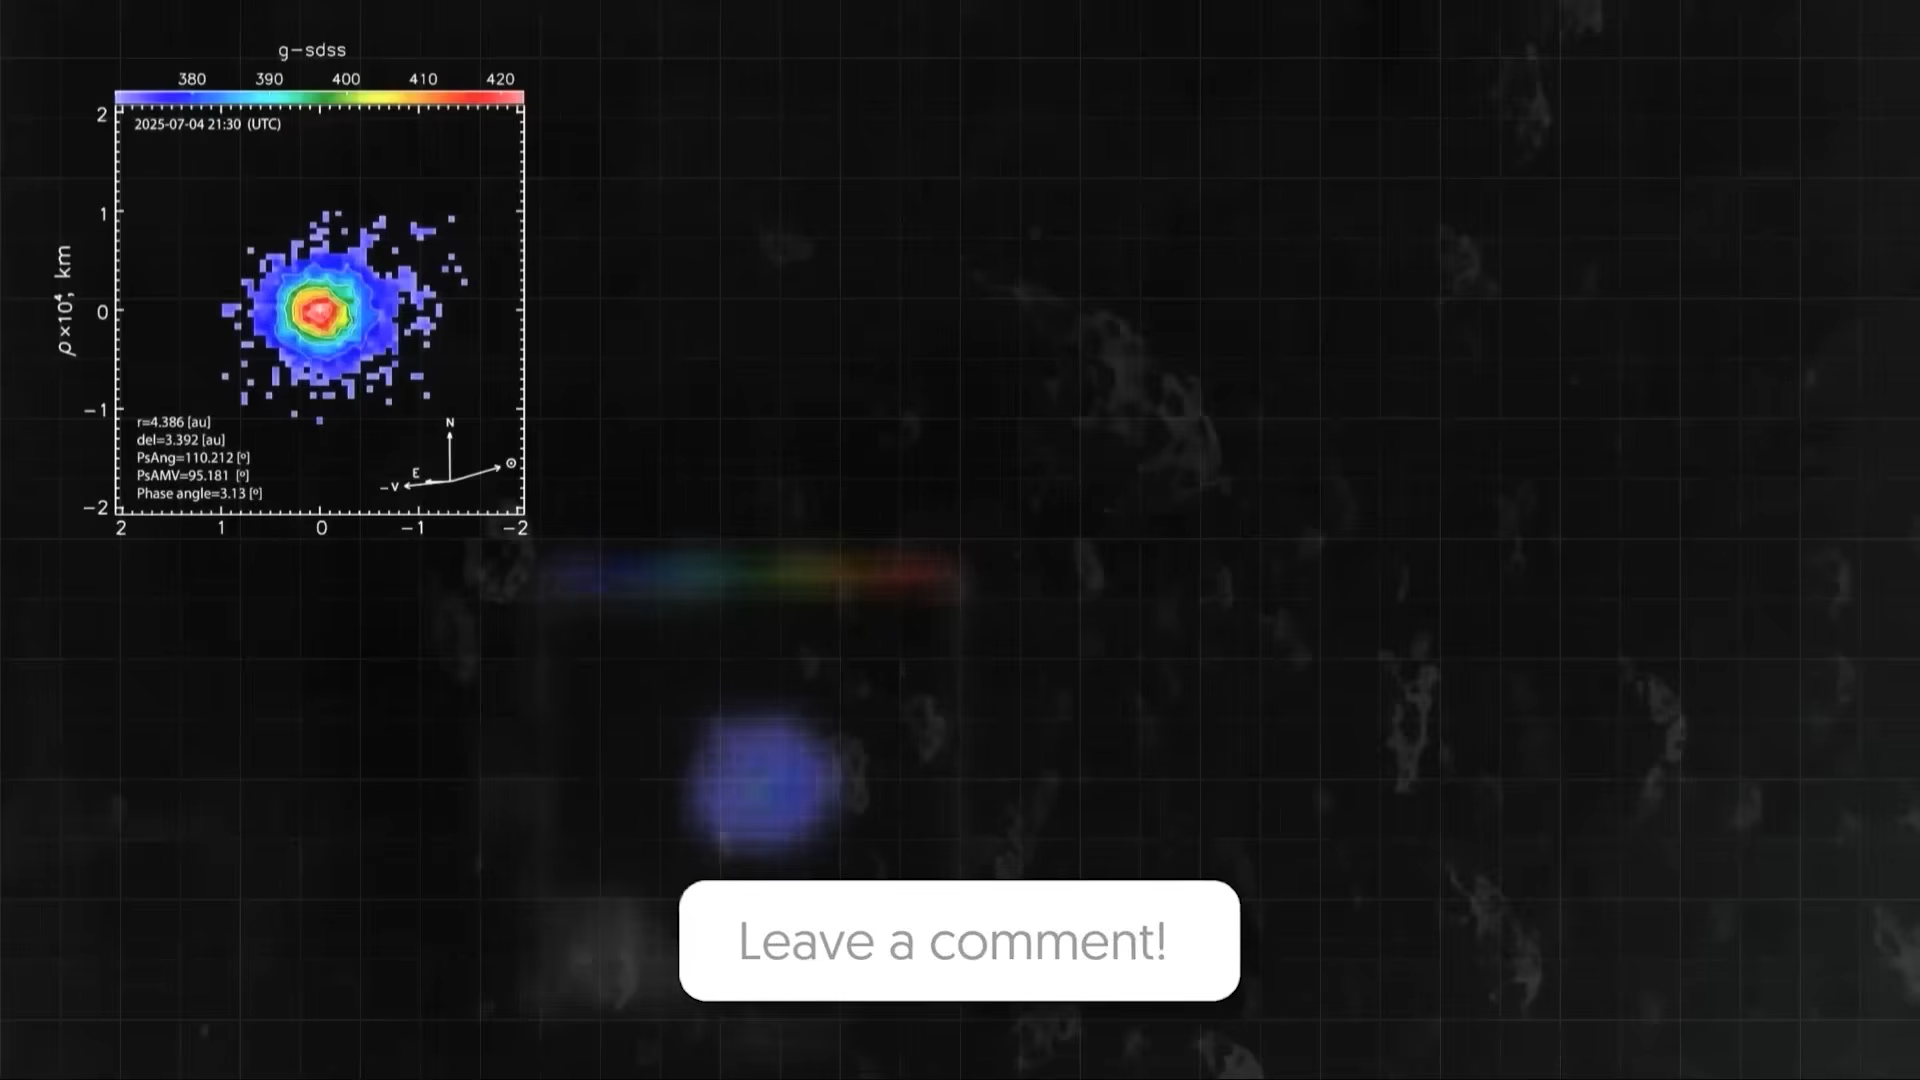 g-sdss
380 390 400 410 420
2025-07-04 21:30 (UTC)
2
1
0
-1
-2
ρ×10⁴, km
r=4.386 [au]
del=3.392 [au]
PsAng=110.212 [º]
PsAMV=95.181 [º]
Phase angle=3.13 [º]
N
E
-V
⊙
2 1 0 -1 -2
Leave a comment!